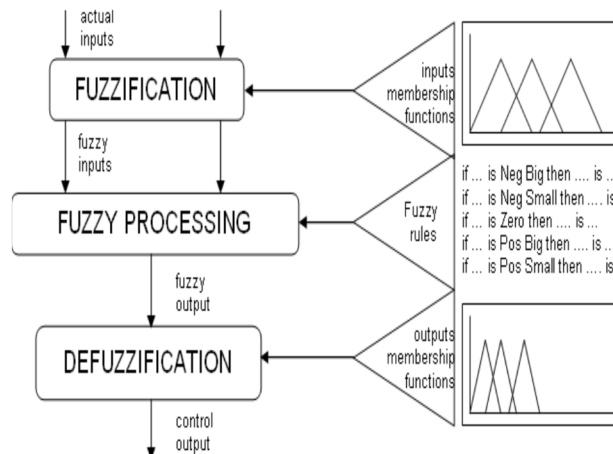 actual
inputs
FUZZIFICATION
inputs
membership
functions
fuzzy
inputs
if ... is Neg Big then .... is ..
if ... is Neg Small then .... is
if ... is Zero then .... is ...
if ... is Pos Big then .... is ...
if ... is Pos Small then .... is
FUZZY PROCESSING
Fuzzy
rules
fuzzy
output
DEFUZZIFICATION
outputs
membership
functions
control
output